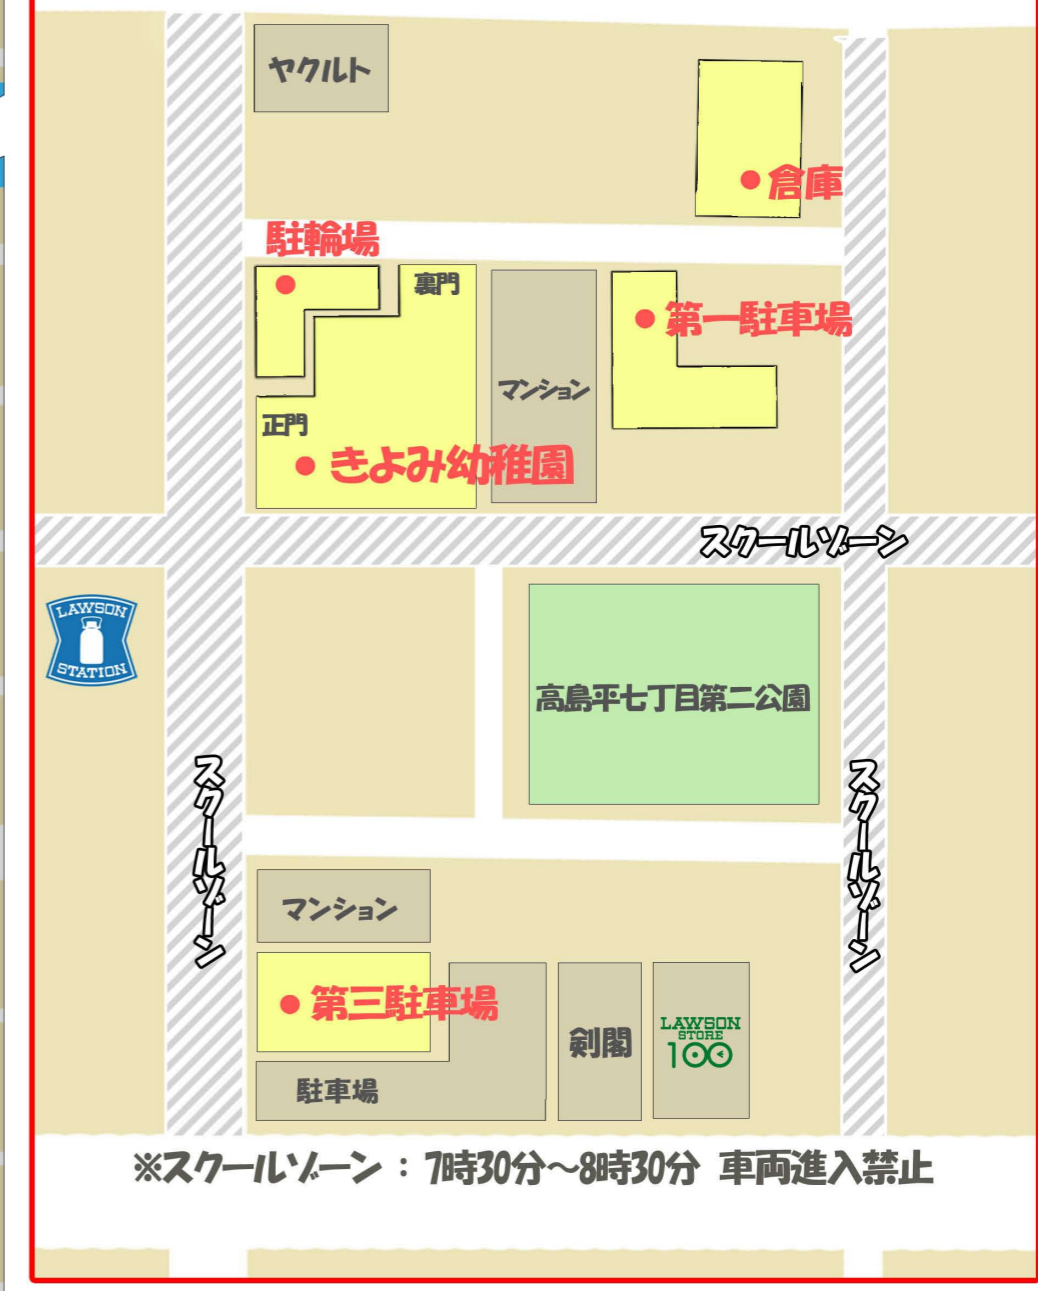 ヤクルト
倉庫
駐輪場
裏門
第一駐車場
マンション
正門
きよみ幼稚園
スクールゾーン
LAWSON
STATION
高島平七丁目第二公園
スクールゾーン
スクールゾーン
マンション
第三駐車場
LAWSON
STORE
100
剣閣
駐車場
※スクールゾーン：7時30分～8時30分 車両進入禁止